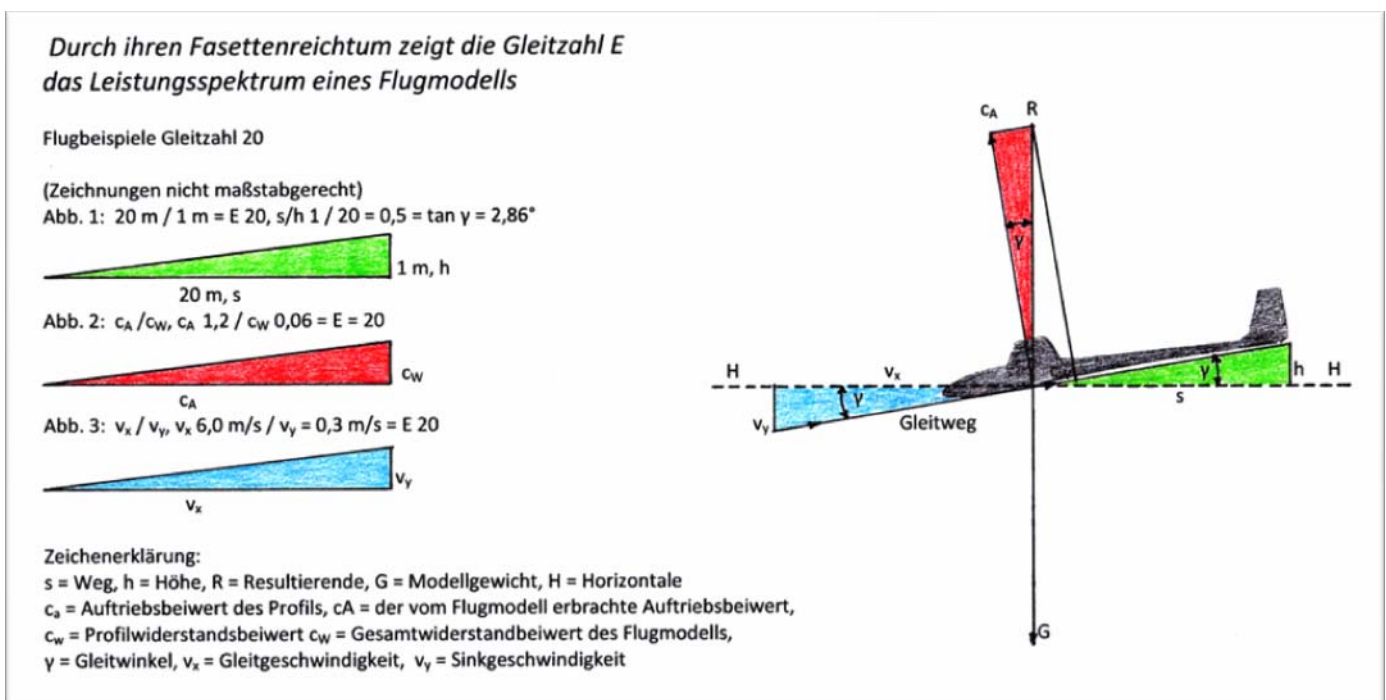 Durch ihren Fasettenreichtum zeigt die Gleitzahl E
das Leistungsspektrum eines Flugmodells
Flugbeispiele Gleitzahl 20
(Zeichnungen nicht maßstabgerecht)
Abb. 1: 20 m / 1 m = E 20, s/h 1 / 20 = 0,5 = tan γ = 2,86°
1 m, h
20 m, s
Abb. 2: cA /cW, cA 1,2 / cW 0,06 = E = 20
cW
cA
Abb. 3: vx / vy, vx 6,0 m/s / vy = 0,3 m/s = E 20
vy
vx
Zeichenerklärung:
s = Weg, h = Höhe, R = Resultierende, G = Modellgewicht, H = Horizontale
ca = Auftriebsbeiwert des Profils, cA = der vom Flugmodell erbrachte Auftriebsbeiwert,
cw = Profilwiderstandsbeiwert cW = Gesamtwiderstandbeiwert des Flugmodells,
γ = Gleitwinkel, vx = Gleitgeschwindigkeit, vy = Sinkgeschwindigkeit
cA R
γ
H vx γ h H
γ s
vy Gleitweg
G